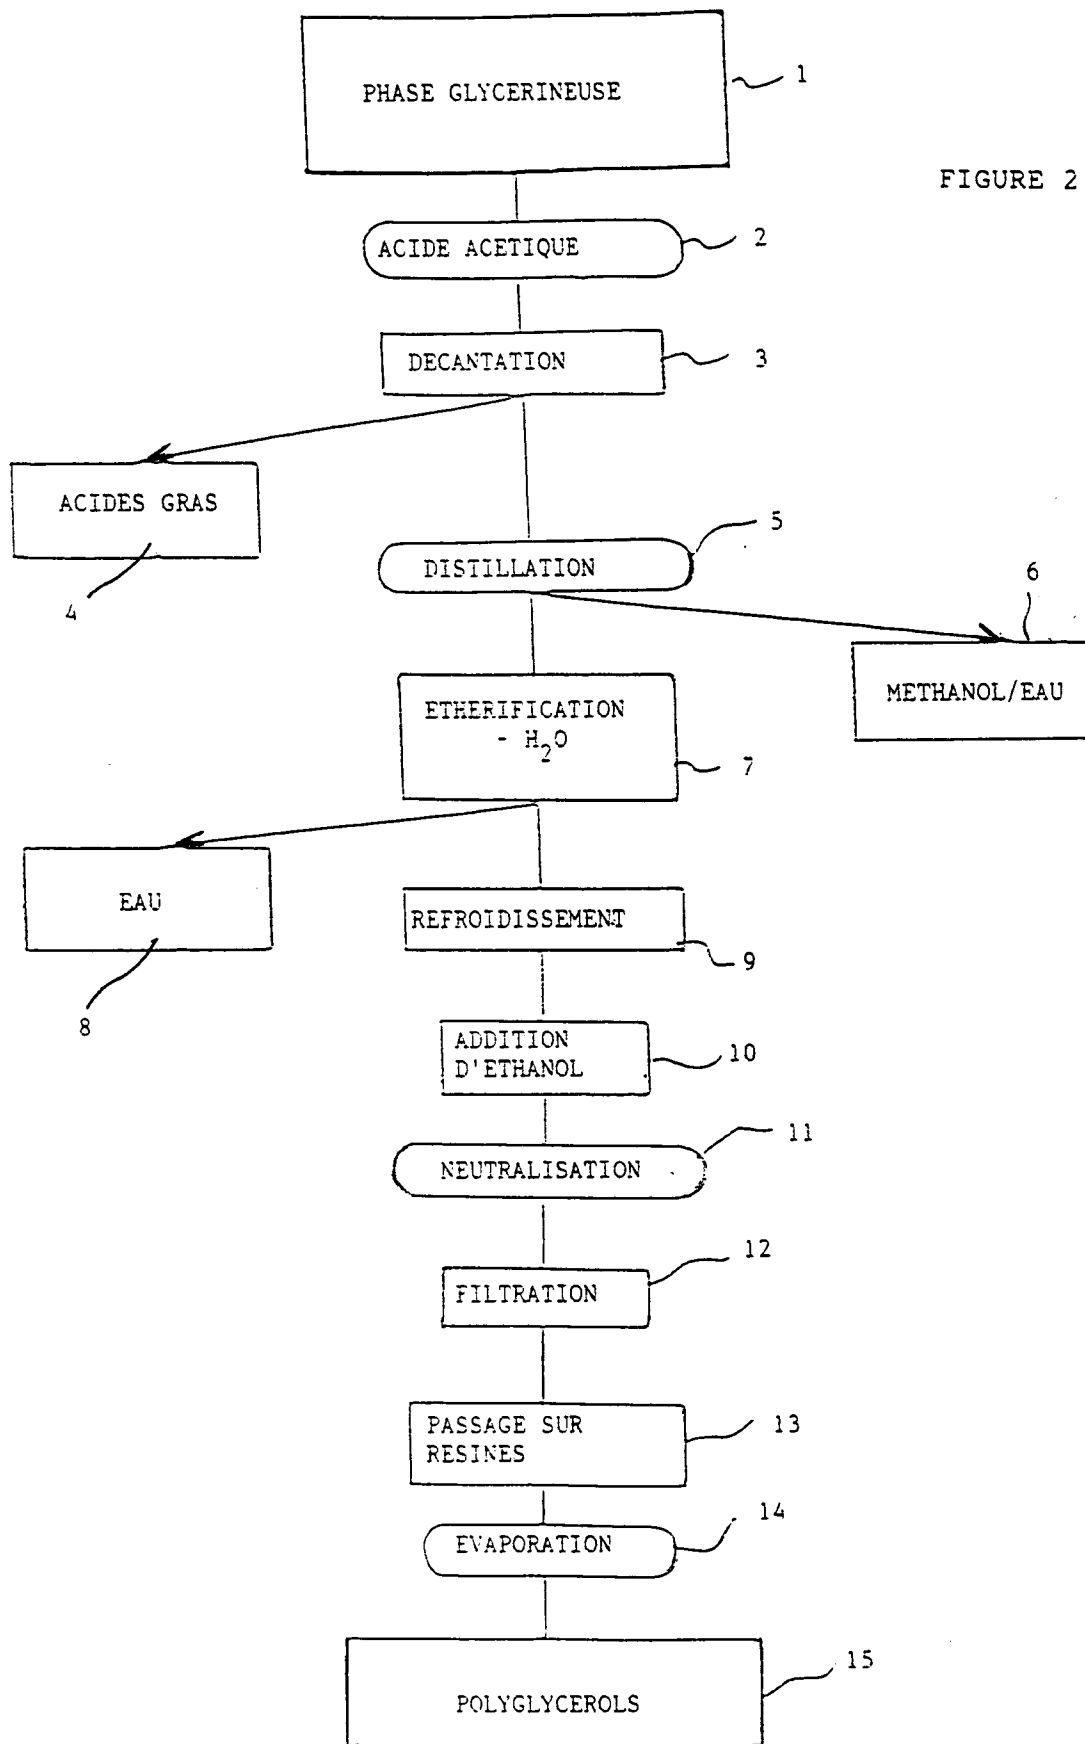 PHASE GLYCERINEUSE
1
FIGURE 2
ACIDE ACETIQUE
2
DECANTATION
3
ACIDES GRAS
4
DISTILLATION
5
6
METHANOL/EAU
ETHERIFICATION
- H2O
7
EAU
8
REFROIDISSEMENT
9
ADDITION
D'ETHANOL
10
NEUTRALISATION
11
FILTRATION
12
PASSAGE SUR
RESINES
13
EVAPORATION
14
POLYGLYCEROLS
15